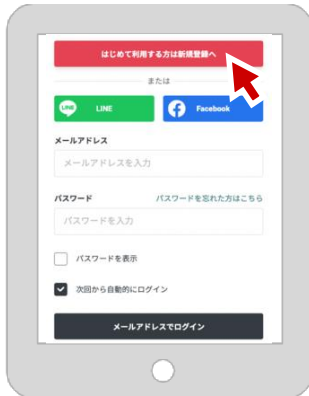 はじめて利用する方は新規登録へ
または
LINE LINE
Facebook
メールアドレス
メールアドレスを入力
パスワード
パスワードを忘れた方はこちら
パスワードを入力
パスワードを表示
次回から自動的にログイン
メールアドレスでログイン